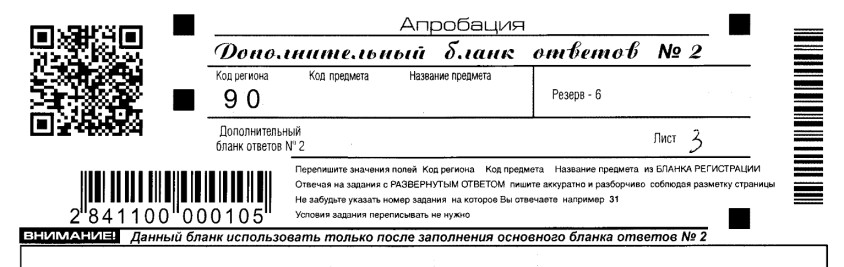 Апробация
Дополнительный бланк ответов № 2
Код региона Код предмета Название предмета
90
Резерв - 6
Дополнительный
бланк ответов N° 2
Лист 3
Перепишите значения полей Код региона Код предмета Название предмета из БЛАНКА РЕГИСТРАЦИИ
Отвечая на задания с РАЗВЕРНУТЫМ ОТВЕТОМ пишите аккуратно и разборчиво соблюдая разметку страницы
Не забудьте указать номер задания на которое Вы отвечаете например 31
Условия задания переписывать не нужно
2 841100 000105
ВНИМАНИЕ! Данный бланк использовать только после заполнения основного бланка ответов № 2